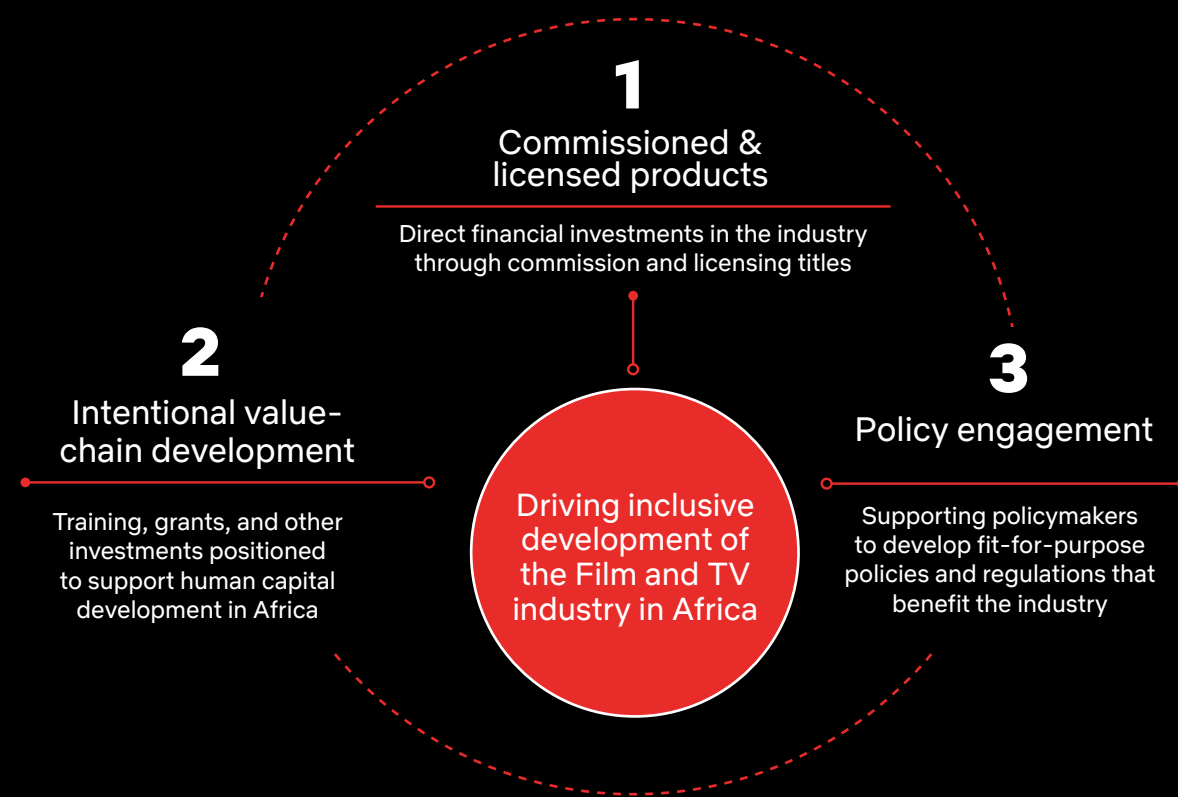 1
Commissioned &
licensed products
Direct financial investments in the industry
through commission and licensing titles
2
Intentional value-
chain development
Training, grants, and other
investments positioned
to support human capital
development in Africa
Driving inclusive
development of
the Film and TV
industry in Africa
3
Policy engagement
Supporting policymakers
to develop fit-for-purpose
policies and regulations that
benefit the industry